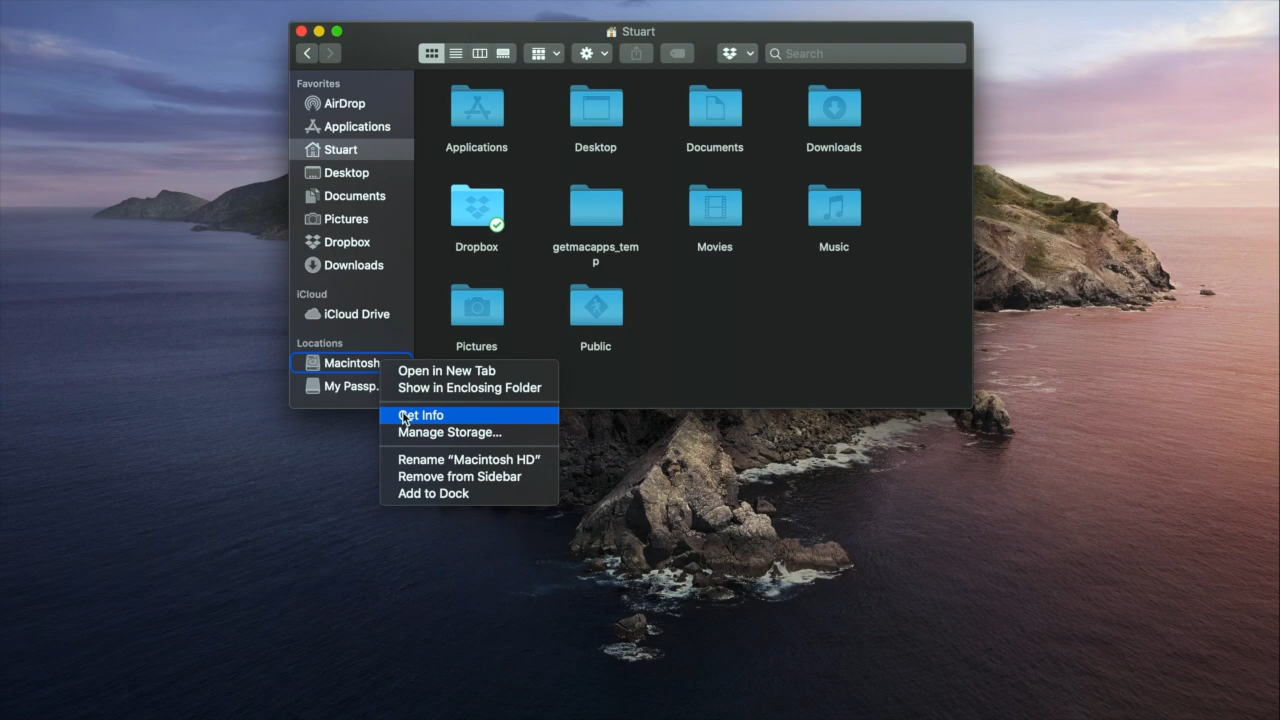 Stuart
Search
Favorites
AirDrop
Applications
Stuart
Desktop
Documents
Pictures
Dropbox
Downloads
iCloud
iCloud Drive
Locations
Macintosh
My Passp.
Applications
Desktop
Documents
Downloads
Dropbox
getmacapps_tem
p
Movies
Music
Pictures
Public
Open in New Tab
Show in Enclosing Folder
Get Info
Manage Storage...
Rename “Macintosh HD”
Remove from Sidebar
Add to Dock